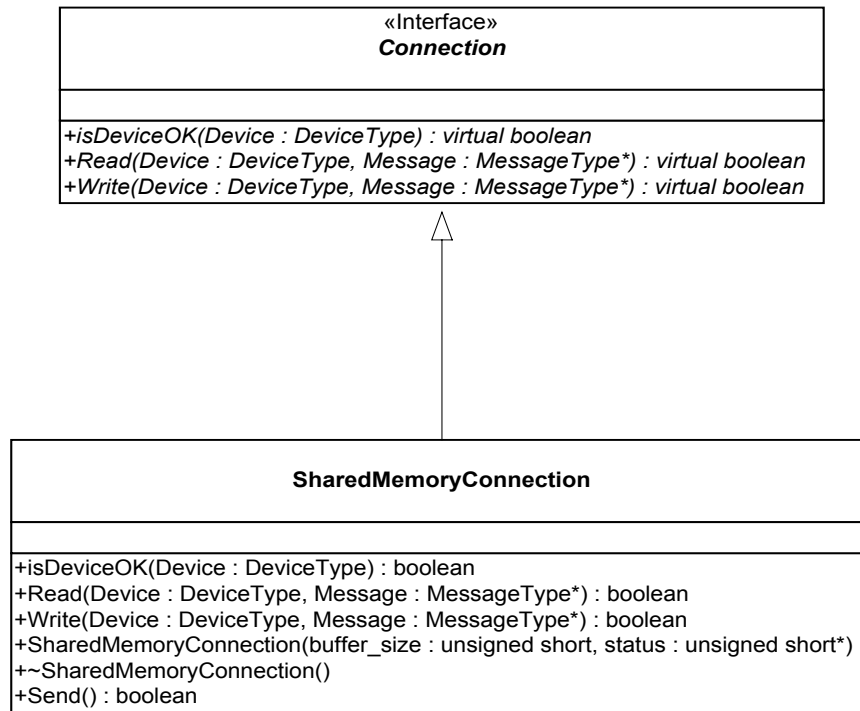 «Interface»
Connection
+isDeviceOK(Device : DeviceType) : virtual boolean
+Read(Device : DeviceType, Message : MessageType*) : virtual boolean
+Write(Device : DeviceType, Message : MessageType*) : virtual boolean
SharedMemoryConnection
+isDeviceOK(Device : DeviceType) : boolean
+Read(Device : DeviceType, Message : MessageType*) : boolean
+Write(Device : DeviceType, Message : MessageType*) : boolean
+SharedMemoryConnection(buffer_size : unsigned short, status : unsigned short*)
+~SharedMemoryConnection()
+Send() : boolean